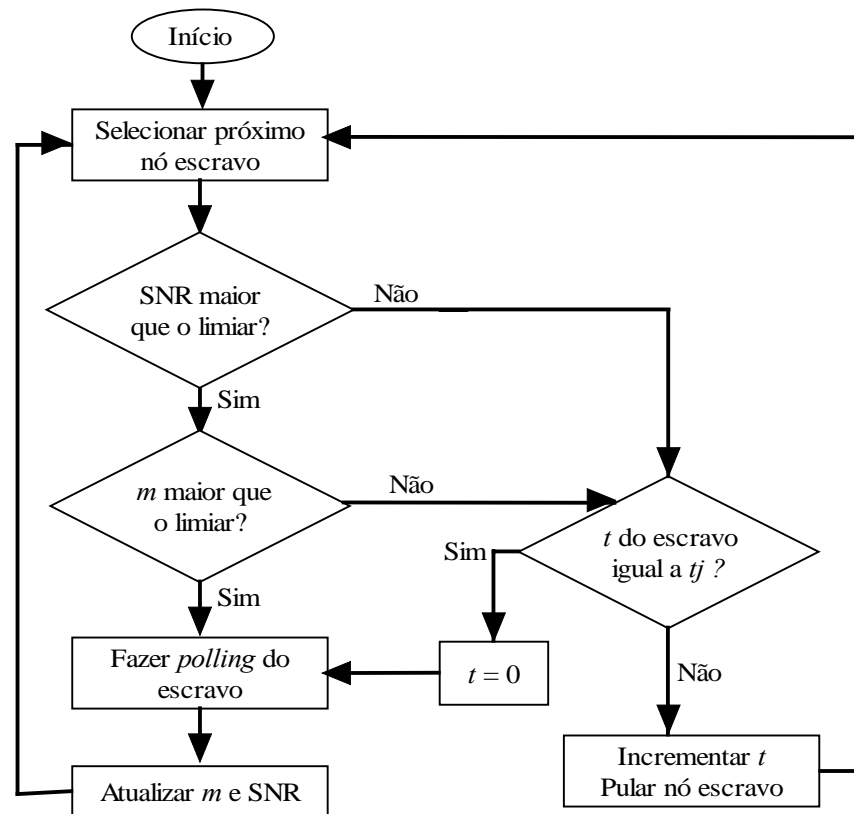 Início
Selecionar próximo
nó escravo
SNR maior
que o limiar?
Não
Sim
m maior que
o limiar?
Não
t do escravo
igual a tj ?
Sim
Sim
Fazer polling do
escravo
t = 0
Não
Incrementar t
Pular nó escravo
Atualizar m e SNR